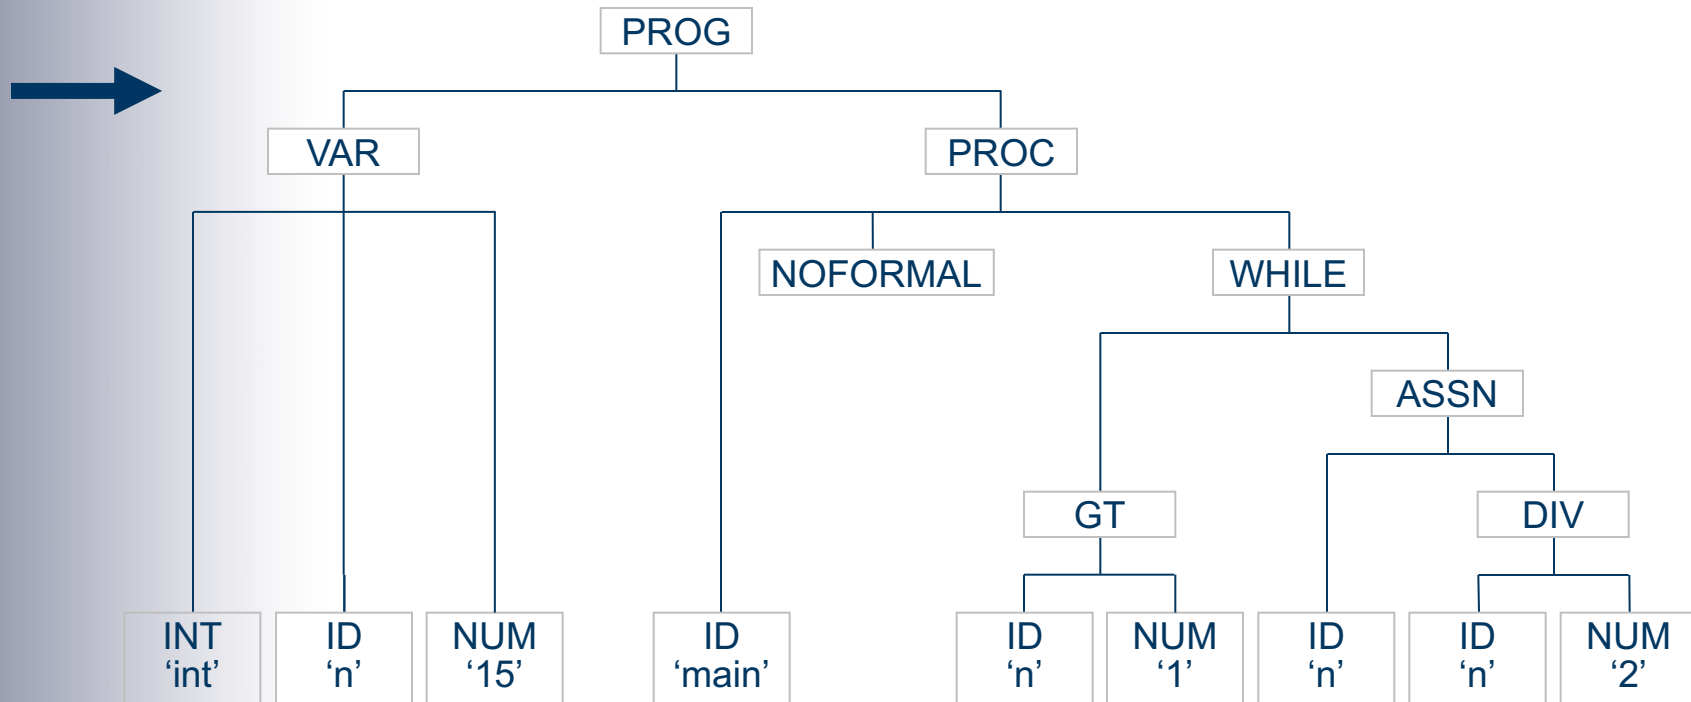 PROG
VAR
PROC
NOFORMAL
WHILE
ASSN
GT
DIV
INT
‘int’
ID
‘n’
NUM
‘15’
ID
‘main’
ID
‘n’
NUM
‘1’
ID
‘n’
ID
‘n’
NUM
‘2’